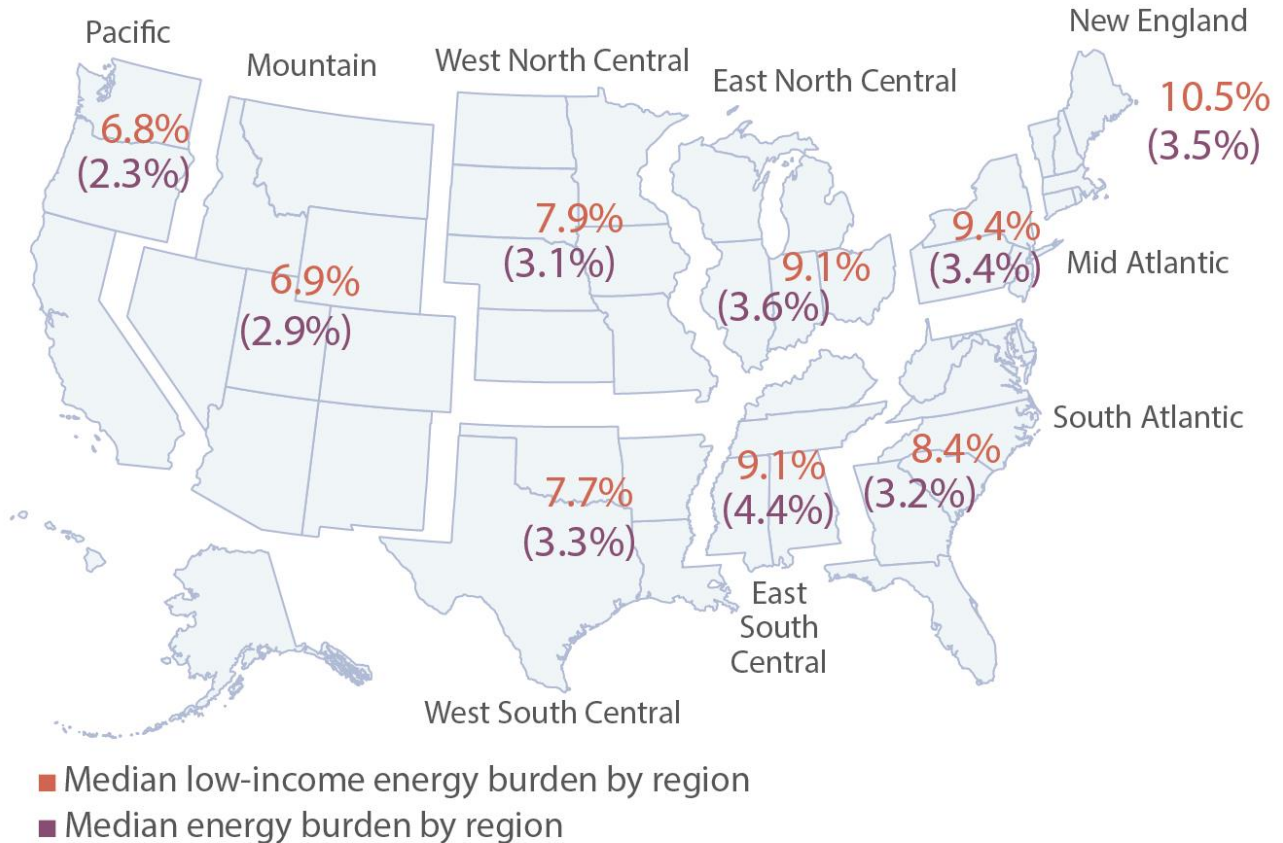 Pacific
6.8%
(2.3%)
Mountain
6.9%
(2.9%)
West North Central
7.9%
(3.1%)
East North Central
9.1%
(3.6%)
New England
10.5%
(3.5%)
9.4%
(3.4%)
Mid Atlantic
8.4%
(3.2%)
South Atlantic
9.1%
(4.4%)
East
South
Central
7.7%
(3.3%)
West South Central
Median low-income energy burden by region
Median energy burden by region